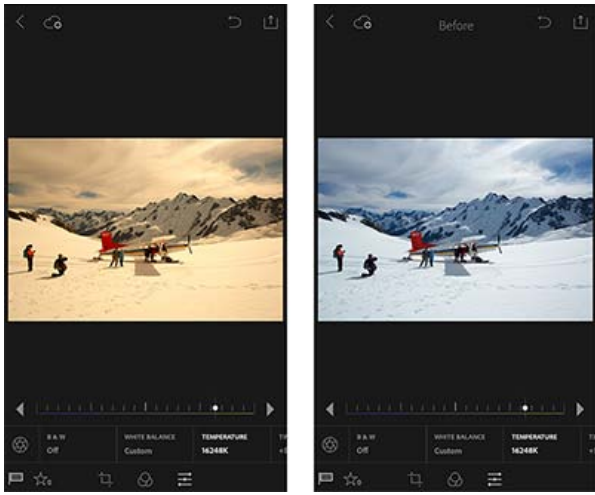 B & W
Off
WHITE BALANCE
Custom
TEMPERATURE
16248K
Before
B & W
Off
WHITE BALANCE
Custom
TEMPERATURE
16248K